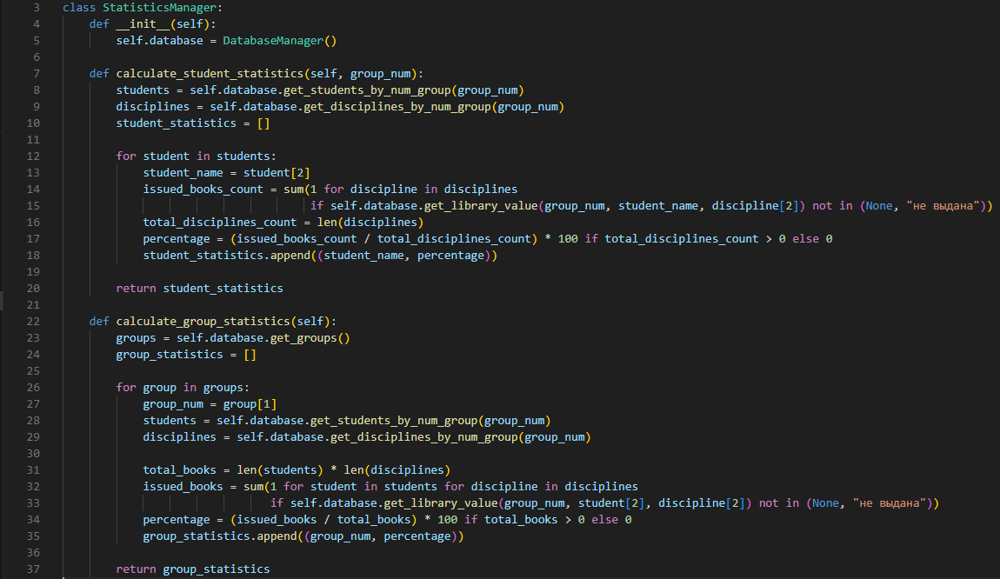 3 class StatisticsManager:
4     def __init__(self):
5         self.database = DatabaseManager()
6
7     def calculate_student_statistics(self, group_num):
8         students = self.database.get_students_by_num_group(group_num)
9         disciplines = self.database.get_disciplines_by_num_group(group_num)
10         student_statistics = []
11
12         for student in students:
13             student_name = student[2]
14             issued_books_count = sum(1 for discipline in disciplines
15                                      if self.database.get_library_value(group_num, student_name, discipline[2]) not in (None, "не выдана"))
16             total_disciplines_count = len(disciplines)
17             percentage = (issued_books_count / total_disciplines_count) * 100 if total_disciplines_count > 0 else 0
18             student_statistics.append((student_name, percentage))
19
20         return student_statistics
21
22     def calculate_group_statistics(self):
23         groups = self.database.get_groups()
24         group_statistics = []
25
26         for group in groups:
27             group_num = group[1]
28             students = self.database.get_students_by_num_group(group_num)
29             disciplines = self.database.get_disciplines_by_num_group(group_num)
30
31             total_books = len(students) * len(disciplines)
32             issued_books = sum(1 for student in students for discipline in disciplines
33                                if self.database.get_library_value(group_num, student[2], discipline[2]) not in (None, "не выдана"))
34             percentage = (issued_books / total_books) * 100 if total_books > 0 else 0
35             group_statistics.append((group_num, percentage))
36
37         return group_statistics